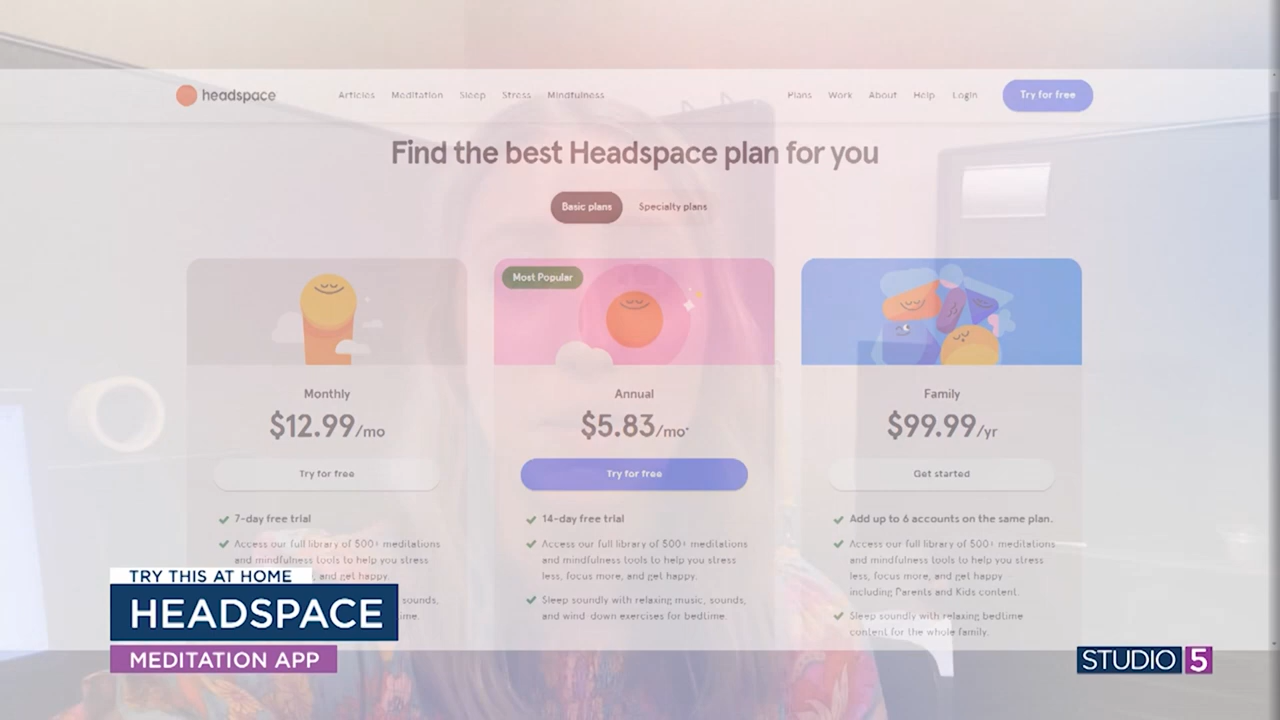 headspace
Articles Meditation Sleep Stress Mindfulness
Plans Work About Help Login Try for free
Find the best Headspace plan for you
Basic plans Specialty plans
Monthly
$12.99/mo
Try for free
7-day free trial
Access our full library of 500+ meditations
and mindfulness tools to help you stress
, and get happy.
sounds,
Most Popular
Annual
$5.83/mo*
Try for free
14-day free trial
Access our full library of 500+ meditations
and mindfulness tools to help you stress
less, focus more, and get happy.
Sleep soundly with relaxing music, sounds,
and wind-down exercises for bedtime
Family
$99.99/yr
Get started
Add up to 6 accounts on the same plan.
Access our full library of 500+ meditations
and mindfulness tools to help you stress
less, focus more, and get happy –
including Parents and Kids content.
Sleep soundly with relaxing bedtime
content for the whole family.
TRY THIS AT HOME
HEADSPACE
MEDITATION APP
STUDIO 5